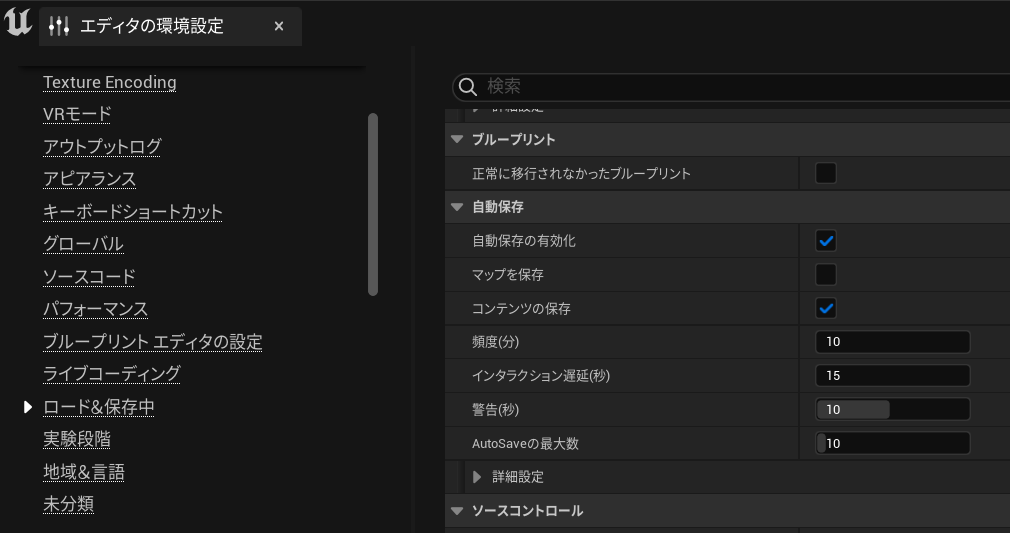 エディタの環境設定
Texture Encoding
VRモード
アウトプットログ
アピアランス
キーボードショートカット
グローバル
ソースコード
パフォーマンス
ブループリント エディタの設定
ライブコーディング
ロード&保存中
実験段階
地域&言語
未分類
検索
詳細設定
ブループリント
正常に移行されなかったブループリント
自動保存
自動保存の有効化
マップを保存
コンテンツの保存
頻度(分) 10
インタラクション遅延(秒) 15
警告(秒) 10
AutoSaveの最大数 10
詳細設定
ソースコントロール